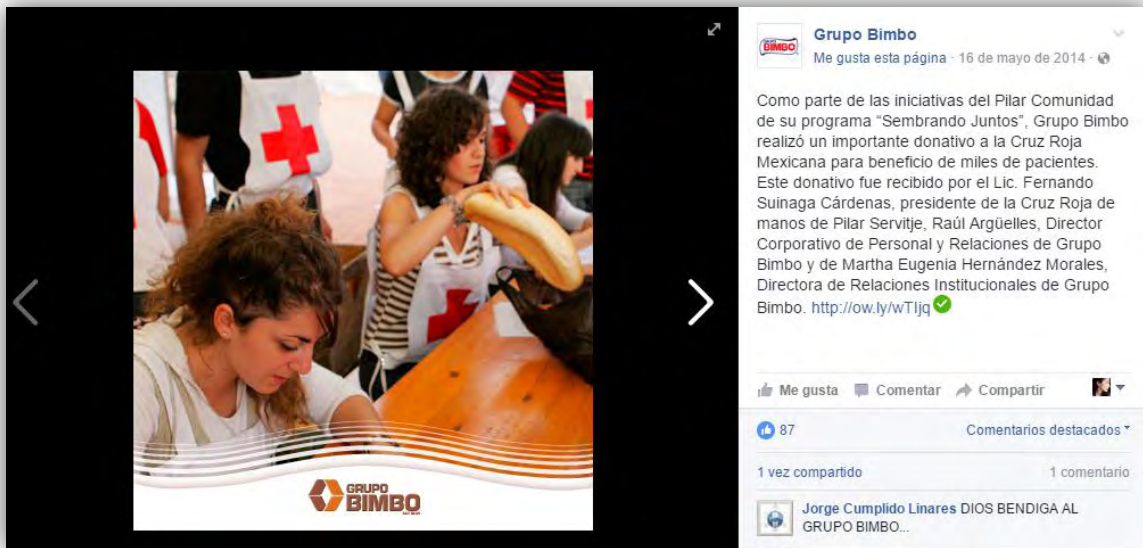 GRUPO
BIMBO
BIMBO
Grupo Bimbo
Me gusta esta página · 16 de mayo de 2014 ·
Como parte de las iniciativas del Pilar Comunidad
de su programa “Sembrando Juntos”, Grupo Bimbo
realizó un importante donativo a la Cruz Roja
Mexicana para beneficio de miles de pacientes.
Este donativo fue recibido por el Lic. Fernando
Suinaga Cárdenas, presidente de la Cruz Roja de
manos de Pilar Servitje, Raúl Argüelles, Director
Corporativo de Personal y Relaciones de Grupo
Bimbo y de Martha Eugenia Hernández Morales,
Directora de Relaciones Institucionales de Grupo
Bimbo. http://ow.ly/wTIjq
Me gusta Comentar Compartir
87 Comentarios destacados
1 vez compartido 1 comentario
Jorge Cumplido Linares DIOS BENDIGA AL
GRUPO BIMBO...